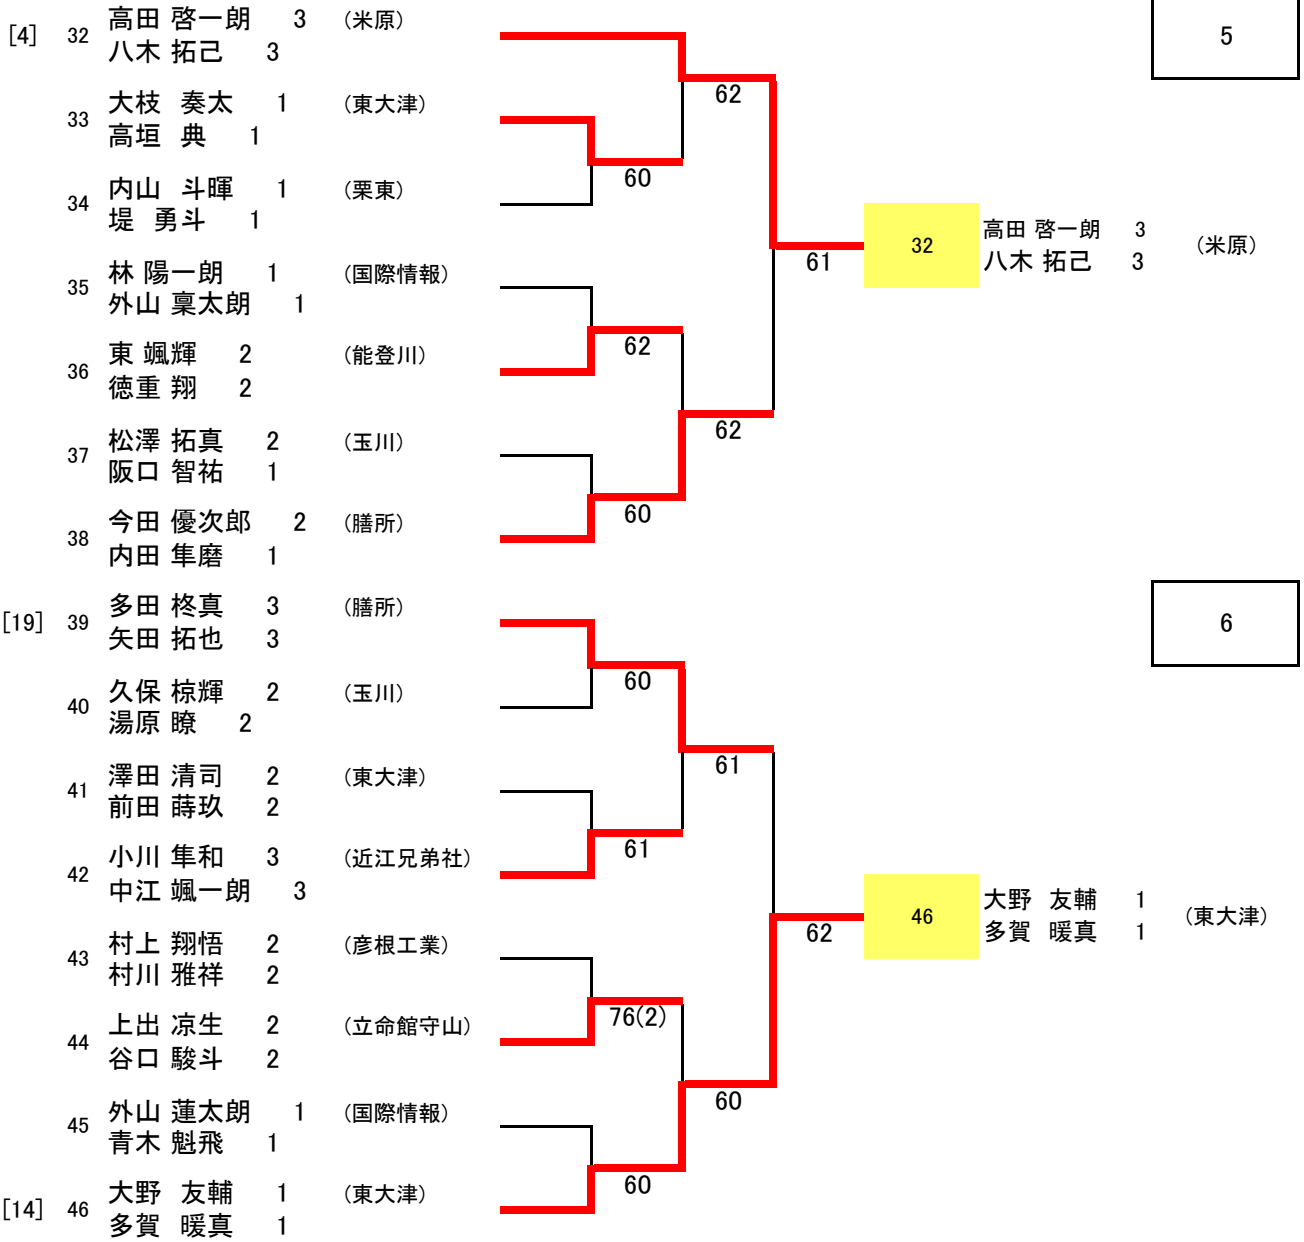 高田 啓一朗 3 （米原）
[4] 32
八木 拓己 3
5
62
大枝 奏太 1 （東大津）
33
高垣 典 1
60
内山 斗暉 1 （栗東）
34
堤 勇斗 1
61
32
高田 啓一朗 3
八木 拓己 3
（米原）
林 陽一朗 1 （国際情報）
35
外山 稟太朗 1
62
東 颯輝 2 （能登川）
36
徳重 翔 2
62
松澤 拓真 2 （玉川）
37
阪口 智祐 1
60
今田 優次郎 2 （膳所）
38
内田 隼磨 1
多田 柊真 3 （膳所）
[19] 39
矢田 拓也 3
6
60
久保 椋輝 2 （玉川）
40
湯原 瞭 2
61
澤田 清司 2 （東大津）
41
前田 蒔玖 2
61
小川 隼和 3 （近江兄弟社）
42
中江 颯一朗 3
62
46
大野 友輔 1
多賀 暖真 1
（東大津）
村上 翔悟 2 （彦根工業）
43
村川 雅祥 2
76(2)
上出 凉生 2 （立命館守山）
44
谷口 駿斗 2
60
外山 蓮太朗 1 （国際情報）
45
青木 魁飛 1
60
大野 友輔 1 （東大津）
[14] 46
多賀 暖真 1